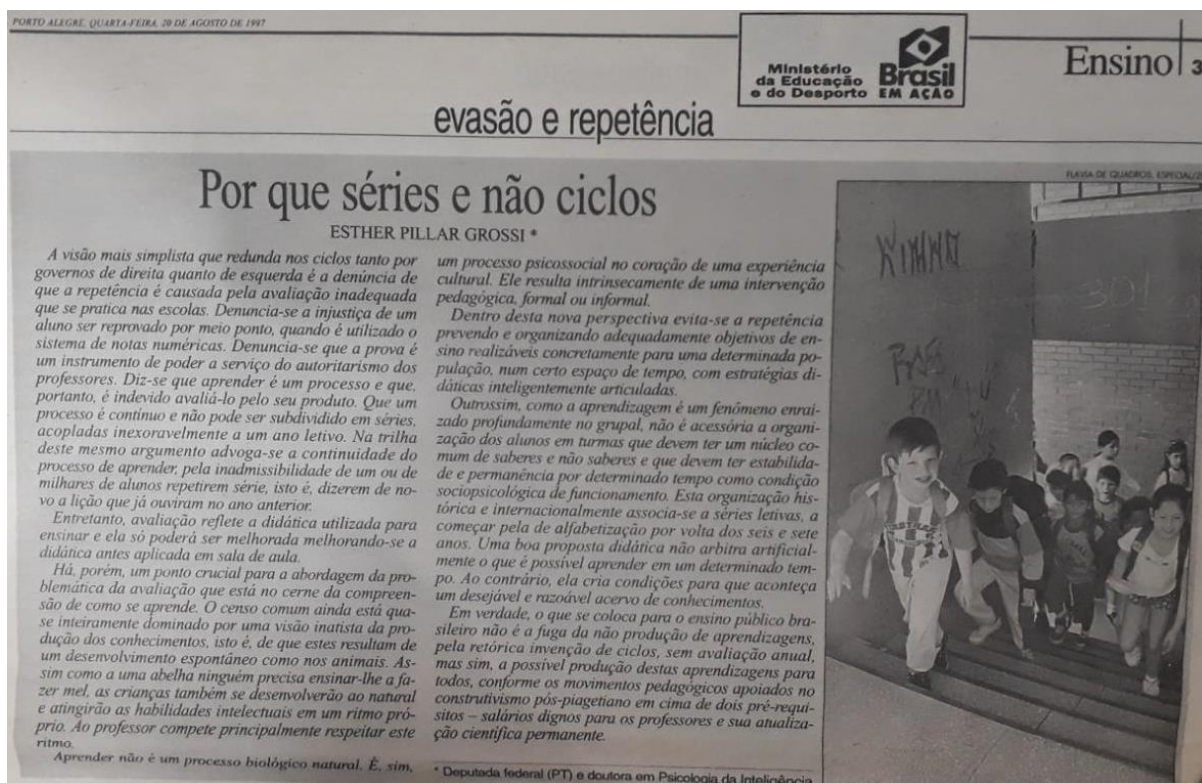 PORTO ALEGRE, QUARTA-FEIRA, 20 DE AGOSTO DE 1997
Ministério
da Educação
e do Desporto
Brasil
EM AÇÃO
Ensino 3
evasão e repetência
Por que séries e não ciclos
ESTHER PILLAR GROSSI *
A visão mais simplista que redunda nos ciclos tanto por
governos de direita quanto de esquerda é a denúncia de
que a repetência é causada pela avaliação inadequada
que se pratica nas escolas. Denuncia-se a injustiça de um
aluno ser reprovado por meio ponto, quando é utilizado o
sistema de notas numéricas. Denuncia-se que a prova é
um instrumento de poder a serviço do autoritarismo dos
professores. Diz-se que aprender é um processo e que,
portanto, é indevido avaliá-lo pelo seu produto. Que um
processo é contínuo e não pode ser subdividido em séries,
acopladas inexoravelmente a um ano letivo. Na trilha
deste mesmo argumento advoga-se a continuidade do
processo de aprender, pela inadmissibilidade de um ou de
milhares de alunos repetirem série, isto é, dizerem de no-
vo a lição que já ouviram no ano anterior.
Entretanto, avaliação reflete a didática utilizada para
ensinar e ela só poderá ser melhorada melhorando-se a
didática antes aplicada em sala de aula.
Há, porém, um ponto crucial para a abordagem da pro-
blemática da avaliação que está no cerne da compreen-
são de como se aprende. O censo comum ainda está qua-
se inteiramente dominado por uma visão inatista da pro-
dução dos conhecimentos, isto é, de que estes resultam de
um desenvolvimento espontâneo como nos animais. As-
sim como a uma abelha ninguém precisa ensinar-lhe a fa-
zer mel, as crianças também se desenvolverão ao natural
e atingirão as habilidades intelectuais em um ritmo pró-
prio. Ao professor compete principalmente respeitar este
ritmo.
Aprender não é um processo biológico natural. É, sim,
um processo psicossocial no coração de uma experiência
cultural. Ele resulta intrinsecamente de uma intervenção
pedagógica, formal ou informal.
Dentro desta nova perspectiva evita-se a repetência
prevendo e organizando adequadamente objetivos de en-
sino realizáveis concretamente para uma determinada po-
pulação, num certo espaço de tempo, com estratégias di-
dáticas inteligentemente articuladas.
Outrossim, como a aprendizagem é um fenômeno enrai-
zado profundamente no grupal, não é acessória a organi-
zação dos alunos em turmas que devem ter um núcleo co-
mum de saberes e não saberes e que devem ter estabilida-
de e permanência por determinado tempo como condição
sociopsicológica de funcionamento. Esta organização his-
tórica e internacionalmente associa-se a séries letivas, a
começar pela de alfabetização por volta dos seis e sete
anos. Uma boa proposta didática não arbitra artificial-
mente o que é possível aprender em um determinado tem-
po. Ao contrário, ela cria condições para que aconteça
um desejável e razoável acervo de conhecimentos.
Em verdade, o que se coloca para o ensino público bra-
sileiro não é a fuga da não produção de aprendizagens,
pela retórica invenção de ciclos, sem avaliação anual,
mas sim, a possível produção destas aprendizagens para
todos, conforme os movimentos pedagógicos apoiados no
construtivismo pós-piagetiano em cima de dois pré-requi-
sitos – salários dignos para os professores e sua atualiza-
ção científica permanente.
* Deputada federal (PT) e doutora em Psicologia da Inteligência
FLAVIA DE QUADROS, ESPECIAL/
30!